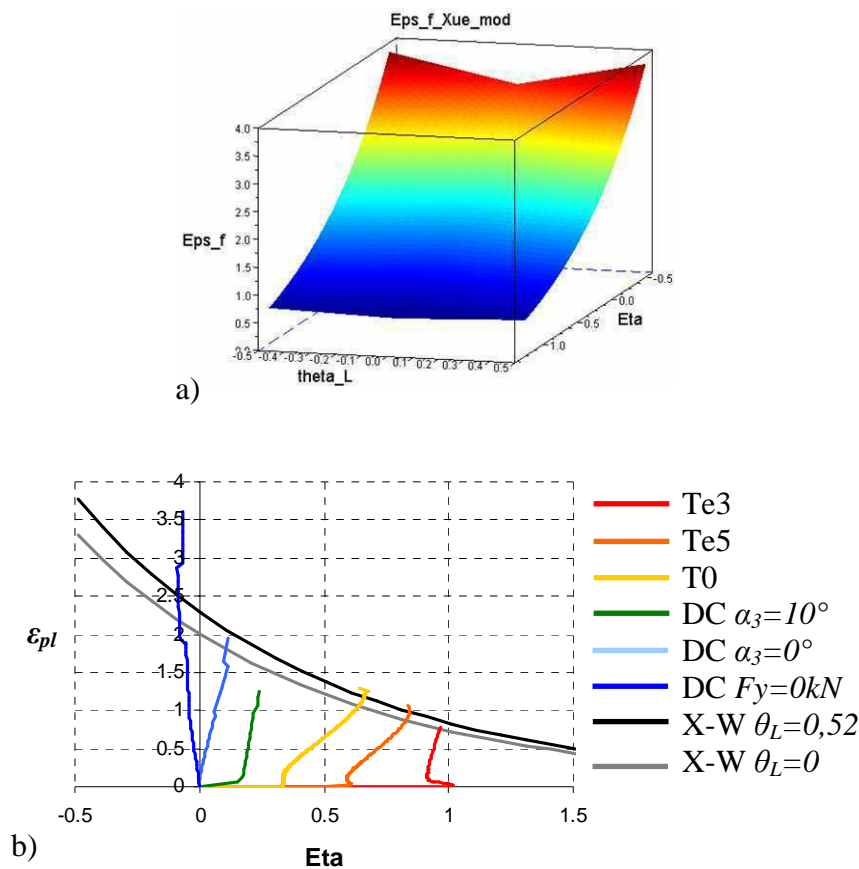 Eps_f_Xue_mod
4.0
3.5
3.0
2.5
2.0
1.5
1.0
0.5
Eps_f
-0.5 -0.4 -0.3 -0.2 -0.1 0.0 0.1 0.2 0.3 0.4 0.5
theta_L
-0.5
0.0
0.5
1.0
Eta
a)
4
3.5
3
2.5
2
1.5
1
0.5
0
εpl
-0.5 0 0.5 1 1.5
Eta
Te3
Te5
T0
DC α3=10°
DC α3=0°
DC Fy=0kN
X-W θL=0,52
X-W θL=0
b)